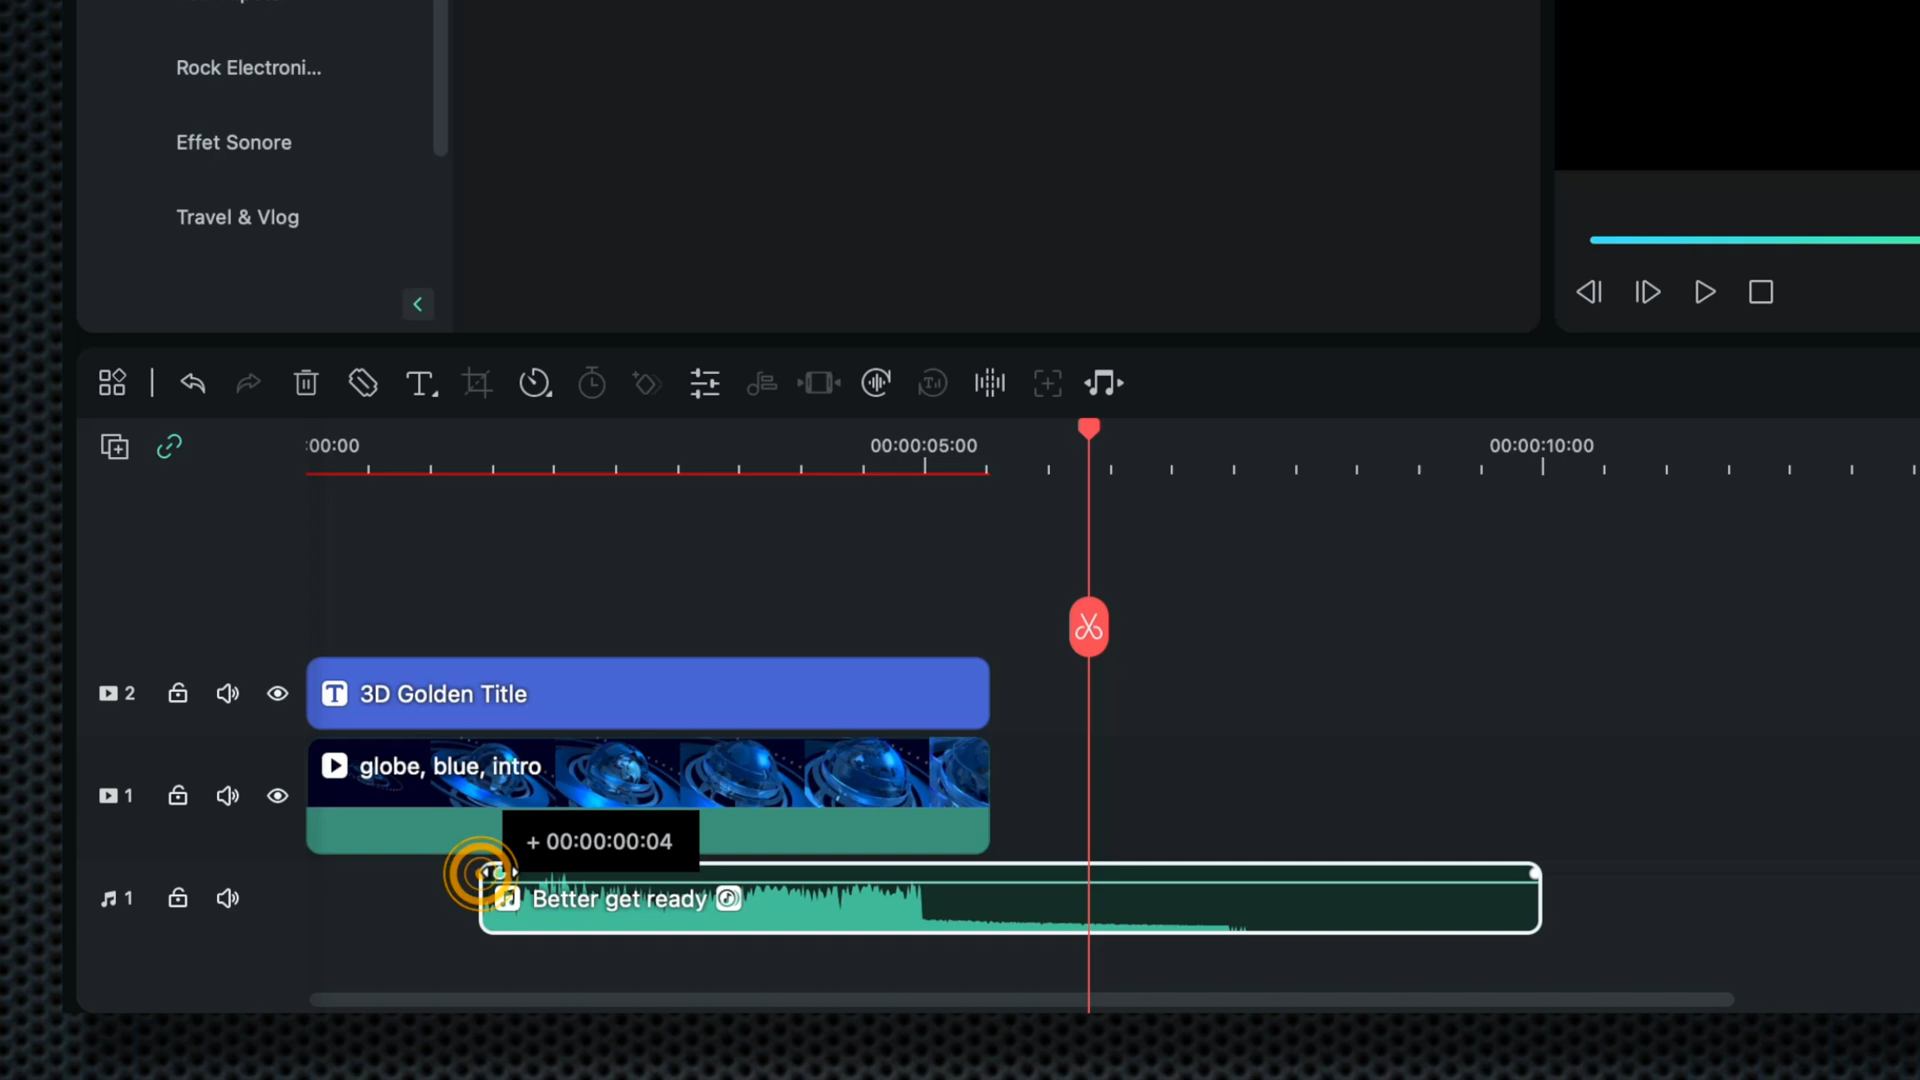 Rock Electroni...
Effet Sonore
Travel & Vlog
:00:00
00:00:05:00
00:00:10:00
2
3D Golden Title
1
globe, blue, intro
+ 00:00:00:04
1
Better get ready